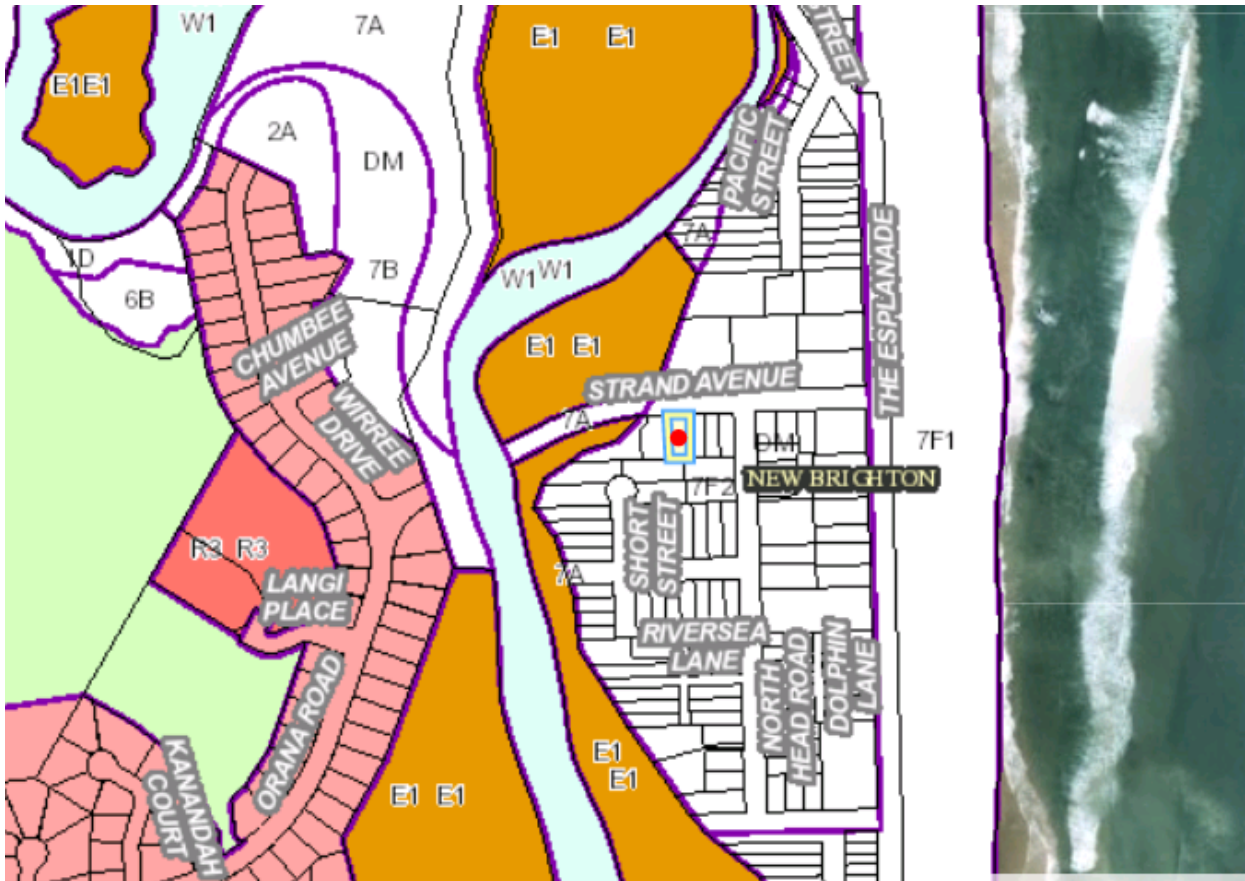 W1
7A
E1 E1
STREET
E1E1
2A
DM
PACIFIC
STREET
7A
1D
6B
7B
W1W1
THE ESPLANADE
CHUMBEE
AVENUE
E1 E1
STRAND AVENUE
WIRREE
DRIVE
7A
DM
7F1
NEW BRIGHTON
7F2
SHORT
STREET
R3 R3
7A
LANGI
PLACE
RIVERSEA
LANE
NORTH
HEAD ROAD
DOLPHIN
LANE
ORANA ROAD
KANANDAH
COURT
E1
E1
E1 E1